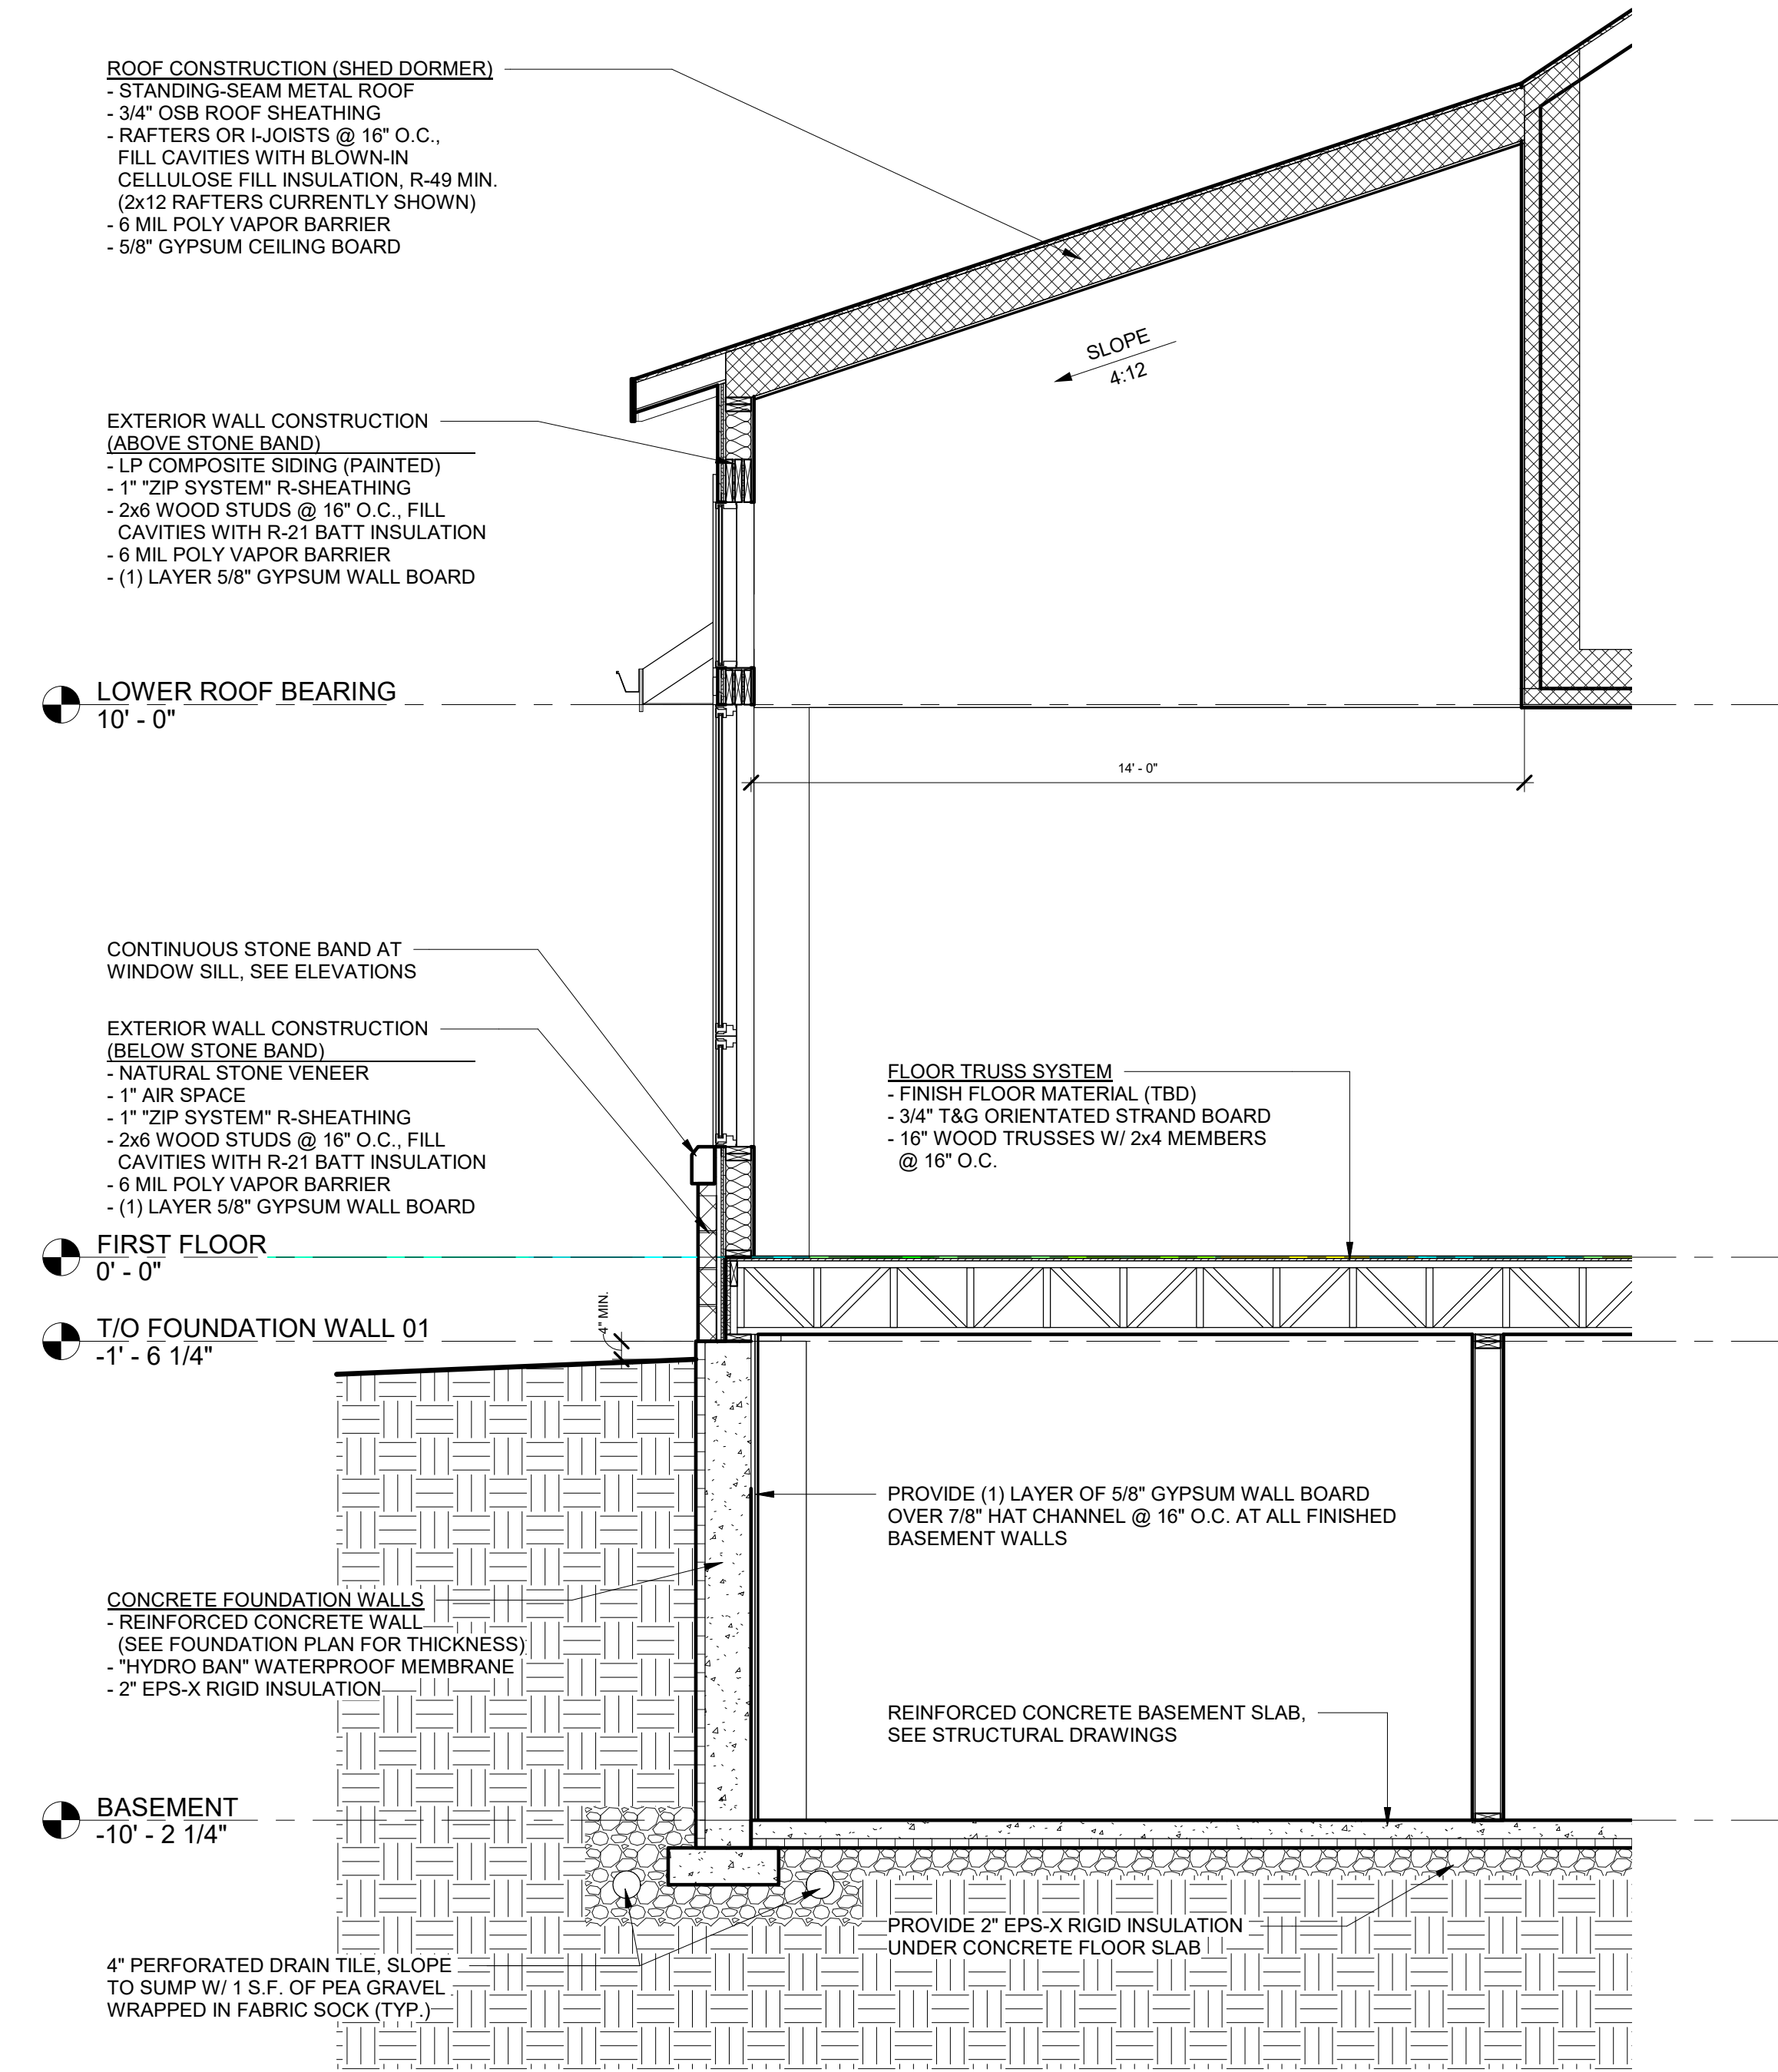 ROOF CONSTRUCTION (SHED DORMER)
- STANDING-SEAM METAL ROOF
- 3/4" OSB ROOF SHEATHING
- RAFTERS OR I-JOISTS @ 16" O.C.,
FILL CAVITIES WITH BLOWN-IN
CELLULOSE FILL INSULATION, R-49 MIN.
(2x12 RAFTERS CURRENTLY SHOWN)
- 6 MIL POLY VAPOR BARRIER
- 5/8" GYPSUM CEILING BOARD
SLOPE
4:12
EXTERIOR WALL CONSTRUCTION
(ABOVE STONE BAND)
- LP COMPOSITE SIDING (PAINTED)
- 1" "ZIP SYSTEM" R-SHEATHING
- 2x6 WOOD STUDS @ 16" O.C., FILL
CAVITIES WITH R-21 BATT INSULATION
- 6 MIL POLY VAPOR BARRIER
- (1) LAYER 5/8" GYPSUM WALL BOARD
LOWER ROOF BEARING
10' - 0"
14' - 0"
CONTINUOUS STONE BAND AT
WINDOW SILL, SEE ELEVATIONS
EXTERIOR WALL CONSTRUCTION
(BELOW STONE BAND)
- NATURAL STONE VENEER
- 1" AIR SPACE
- 1" "ZIP SYSTEM" R-SHEATHING
- 2x6 WOOD STUDS @ 16" O.C., FILL
CAVITIES WITH R-21 BATT INSULATION
- 6 MIL POLY VAPOR BARRIER
- (1) LAYER 5/8" GYPSUM WALL BOARD
FLOOR TRUSS SYSTEM
- FINISH FLOOR MATERIAL (TBD)
- 3/4" T&G ORIENTATED STRAND BOARD
- 16" WOOD TRUSSES W/ 2x4 MEMBERS
@ 16" O.C.
FIRST FLOOR
0' - 0"
4" MIN.
T/O FOUNDATION WALL 01
-1' - 6 1/4"
PROVIDE (1) LAYER OF 5/8" GYPSUM WALL BOARD
OVER 7/8" HAT CHANNEL @ 16" O.C. AT ALL FINISHED
BASEMENT WALLS
CONCRETE FOUNDATION WALLS
- REINFORCED CONCRETE WALL
(SEE FOUNDATION PLAN FOR THICKNESS)
- "HYDRO BAN" WATERPROOF MEMBRANE
- 2" EPS-X RIGID INSULATION
REINFORCED CONCRETE BASEMENT SLAB,
SEE STRUCTURAL DRAWINGS
BASEMENT
-10' - 2 1/4"
PROVIDE 2" EPS-X RIGID INSULATION
UNDER CONCRETE FLOOR SLAB
4" PERFORATED DRAIN TILE, SLOPE
TO SUMP W/ 1 S.F. OF PEA GRAVEL
WRAPPED IN FABRIC SOCK (TYP.)